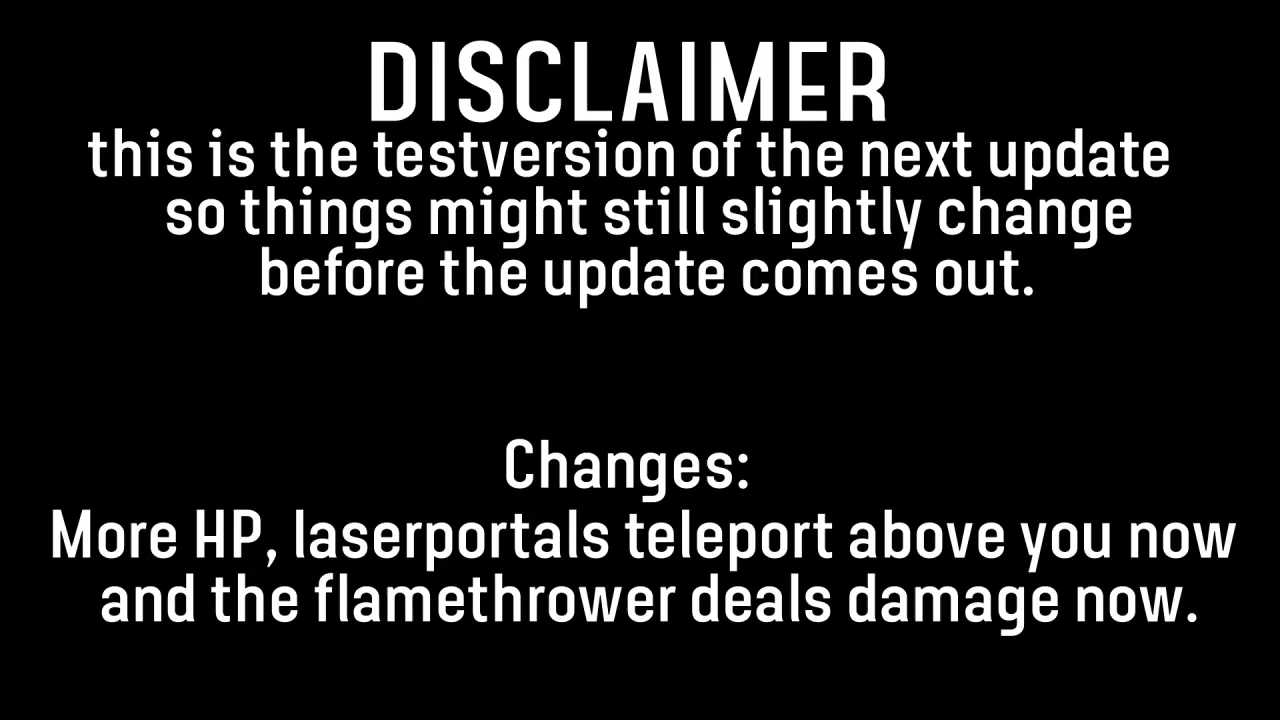 DISCLAIMER
this is the testversion of the next update
so things might still slightly change
before the update comes out.
Changes:
More HP, laserportals teleport above you now
and the flamethrower deals damage now.